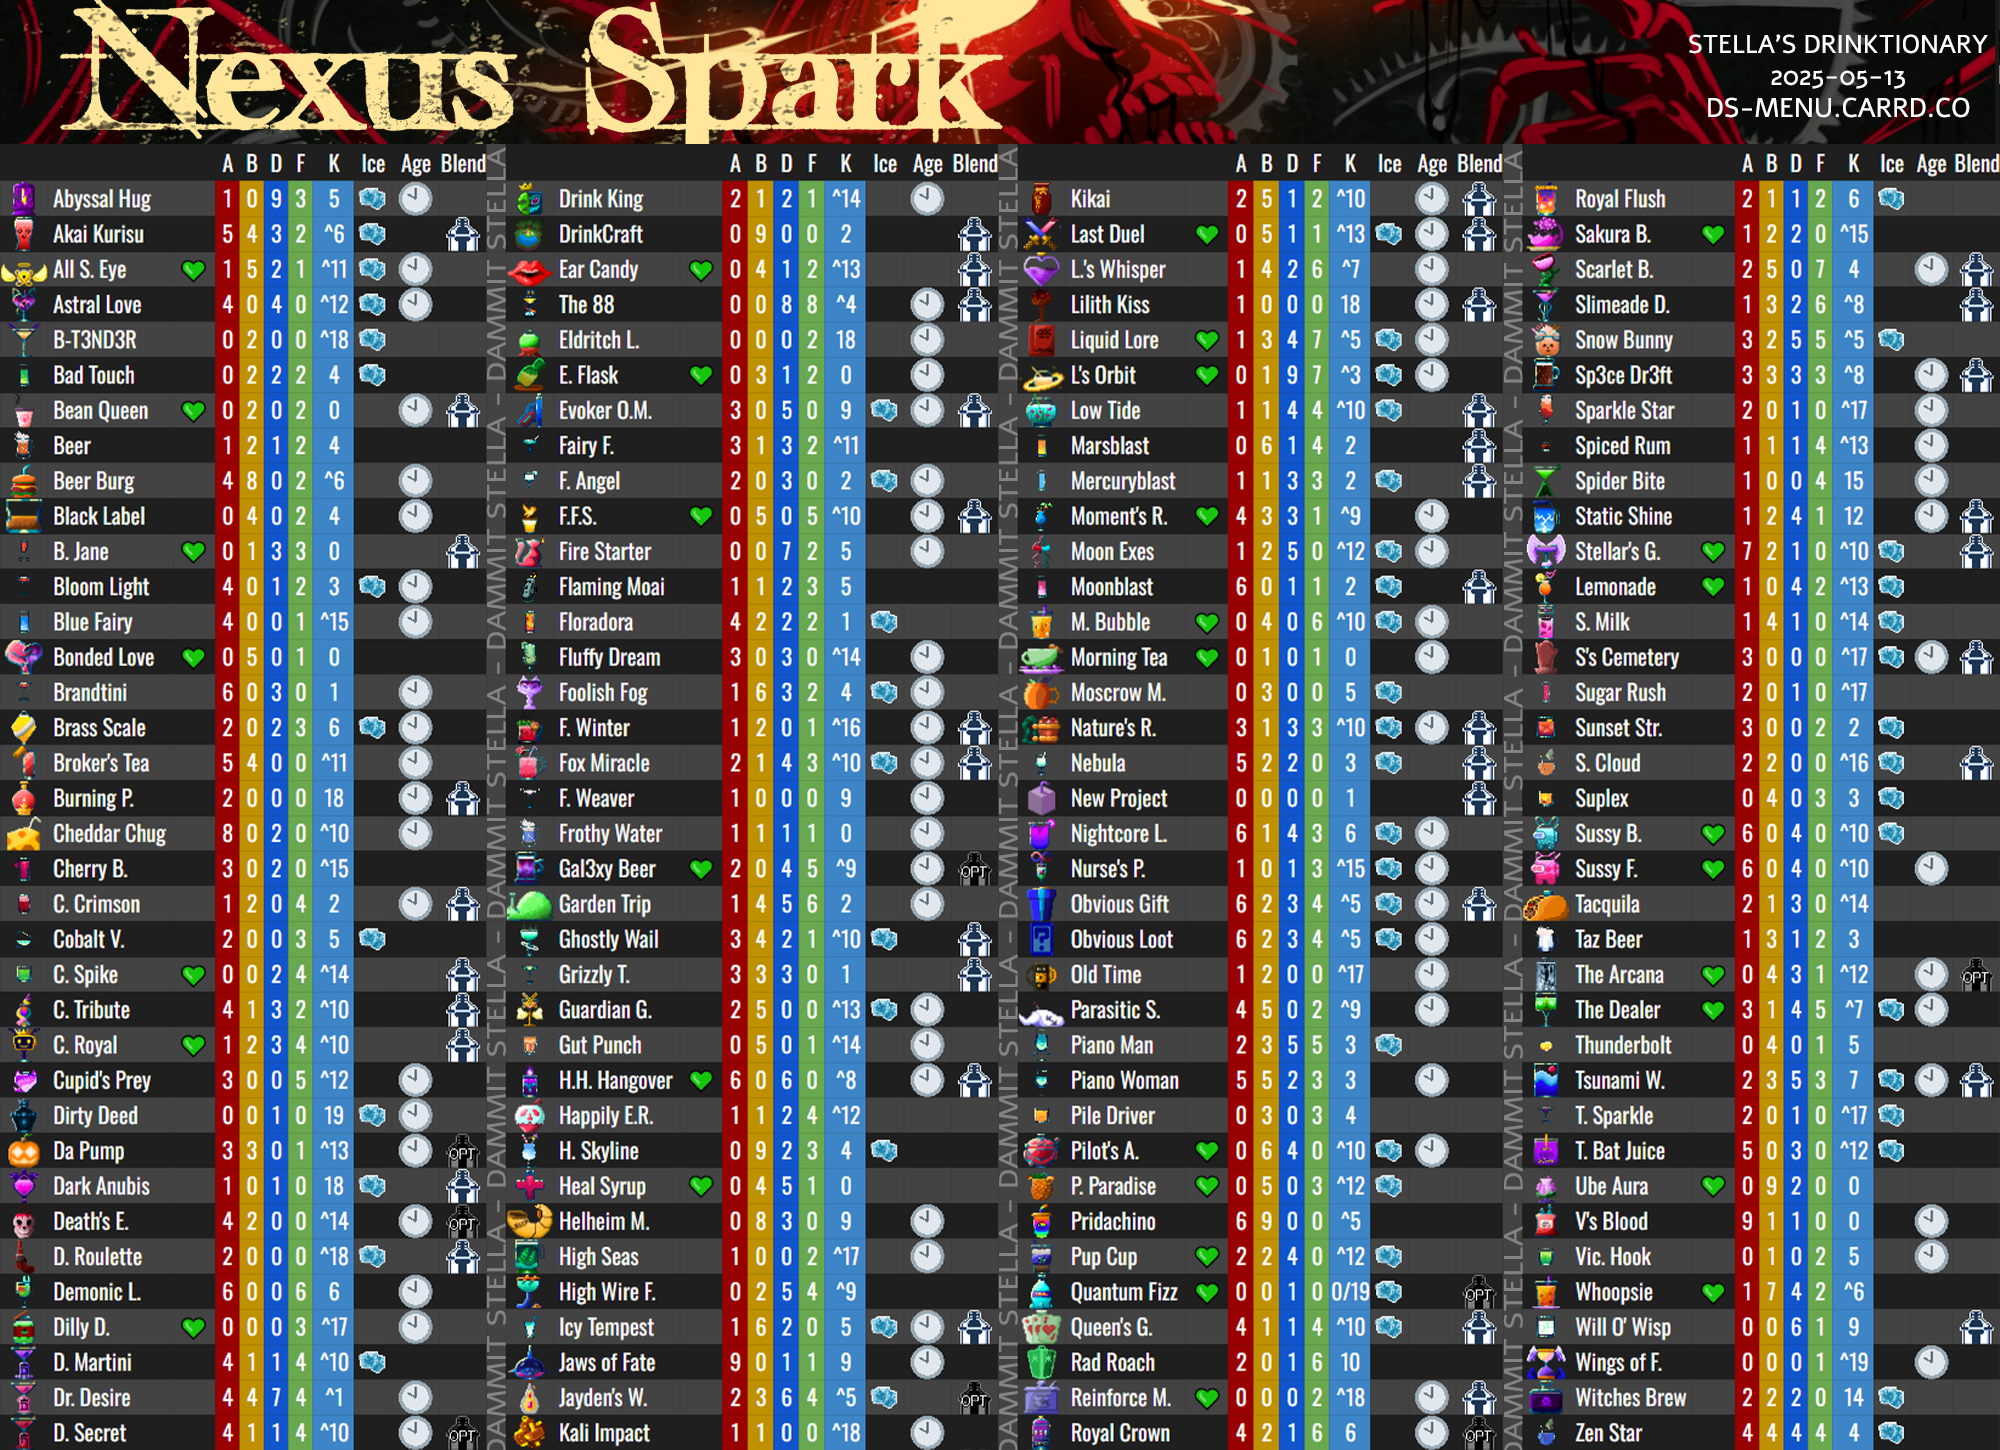 Nexus Spark
STELLA'S DRINKTIONARY
2025-05-13
DS-MENU.CARRD.CO
A B D F K Ice Age Blend
Abyssal Hug 1 0 9 3 5
Akai Kurisu 5 4 3 2 ^6
All S. Eye 1 5 2 1 ^11
Astral Love 4 0 4 0 ^12
B-T3ND3R 0 2 0 0 ^18
Bad Touch 0 2 2 2 4
Bean Queen 0 2 0 2 0
Beer 1 2 1 2 4
Beer Burg 4 8 0 2 ^6
Black Label 0 4 0 2 4
B. Jane 0 1 3 3 0
Bloom Light 4 0 1 2 3
Blue Fairy 4 0 0 1 ^15
Bonded Love 0 5 0 1 0
Brandtini 6 0 3 0 1
Brass Scale 2 0 2 3 6
Broker's Tea 5 4 0 0 ^11
Burning P. 2 0 0 0 18
Cheddar Chug 8 0 2 0 ^10
Cherry B. 3 0 2 0 ^15
C. Crimson 1 2 0 4 2
Cobalt V. 2 0 0 3 5
C. Spike 0 0 2 4 ^14
C. Tribute 4 1 3 2 ^10
C. Royal 1 2 3 4 ^10
Cupid's Prey 3 0 0 5 ^12
Dirty Deed 0 0 1 0 19
Da Pump 3 3 0 1 ^13 OPT
Dark Anubis 1 0 1 0 18
Death's E. 4 2 0 0 ^14 OPT
D. Roulette 2 0 0 0 ^18
Demonic L. 6 0 0 6 6
Dilly D. 0 0 0 3 ^17
D. Martini 4 1 1 4 ^10
Dr. Desire 4 4 7 4 ^1
D. Secret 4 1 1 4 ^10 OPT
DAMMIT STELLA - DAMMIT STELLA - DAMMIT STELLA - DAMMIT STELLA - DAMMIT STELLA
A B D F K Ice Age Blend
Drink King 2 1 2 1 ^14
DrinkCraft 0 9 0 0 2
Ear Candy 0 4 1 2 ^13
The 88 0 0 8 8 ^4
Eldritch L. 0 0 0 2 18
E. Flask 0 3 1 2 0
Evoker O.M. 3 0 5 0 9
Fairy F. 3 1 3 2 ^11
F. Angel 2 0 3 0 2
F.F.S. 0 5 0 5 ^10
Fire Starter 0 0 7 2 5
Flaming Moai 1 1 2 3 5
Floradora 4 2 2 2 1
Fluffy Dream 3 0 3 0 ^14
Foolish Fog 1 6 3 2 4
F. Winter 1 2 0 1 ^16
Fox Miracle 2 1 4 3 ^10
F. Weaver 1 0 0 0 9
Frothy Water 1 1 1 1 0
Gal3xy Beer 2 0 4 5 ^9 OPT
Garden Trip 1 4 5 6 2
Ghostly Wail 3 4 2 1 ^10
Grizzly T. 3 3 3 0 1
Guardian G. 2 5 0 0 ^13
Gut Punch 0 5 0 1 ^14
H.H. Hangover 6 0 6 0 ^8
Happily E.R. 1 1 2 4 ^12
H. Skyline 0 9 2 3 4
Heal Syrup 0 4 5 1 0
Helheim M. 0 8 3 0 9
High Seas 1 0 0 2 ^17
High Wire F. 0 2 5 4 ^9
Icy Tempest 1 6 2 0 5
Jaws of Fate 9 0 1 1 9
Jayden's W. 2 3 6 4 ^5 OPT
Kali Impact 1 1 0 0 ^18
DAMMIT STELLA - DAMMIT STELLA - DAMMIT STELLA - DAMMIT STELLA - DAMMIT STELLA
A B D F K Ice Age Blend
Kikai 2 5 1 2 ^10
Last Duel 0 5 1 1 ^13
L.'s Whisper 1 4 2 6 ^7
Lilith Kiss 1 0 0 0 18
Liquid Lore 1 3 4 7 ^5
L's Orbit 0 1 9 7 ^3
Low Tide 1 1 4 4 ^10
Marsblast 0 6 1 4 2
Mercuryblast 1 1 3 3 2
Moment's R. 4 3 3 1 ^9
Moon Exes 1 2 5 0 ^12
Moonblast 6 0 1 1 2
M. Bubble 0 4 0 6 ^10
Morning Tea 0 1 0 1 0
Moscrow M. 0 3 0 0 5
Nature's R. 3 1 3 3 ^10
Nebula 5 2 2 0 3
New Project 0 0 0 0 1
Nightcore L. 6 1 4 3 6
Nurse's P. 1 0 1 3 ^15
Obvious Gift 6 2 3 4 ^5
Obvious Loot 6 2 3 4 ^5
Old Time 1 2 0 0 ^17
Parasitic S. 4 5 0 2 ^9
Piano Man 2 3 5 5 3
Piano Woman 5 5 2 3 3
Pile Driver 0 3 0 3 4
Pilot's A. 0 6 4 0 ^10
P. Paradise 0 5 0 3 ^12
Pridachino 6 9 0 0 ^5
Pup Cup 2 2 4 0 ^12
Quantum Fizz 0 0 1 0 0/19 OPT
Queen's G. 4 1 1 4 ^10
Rad Roach 2 0 1 6 10
Reinforce M. 0 0 0 2 ^18
Royal Crown 4 2 1 6 6 OPT
DAMMIT STELLA - DAMMIT STELLA - DAMMIT STELLA - DAMMIT STELLA - DAMMIT STELLA
A B D F K Ice Age Blend
Royal Flush 2 1 1 2 6
Sakura B. 1 2 2 0 ^15
Scarlet B. 2 5 0 7 4
Slimeade D. 1 3 2 6 ^8
Snow Bunny 3 2 5 5 ^5
Sp3ce Dr3ft 3 3 3 3 ^8
Sparkle Star 2 0 1 0 ^17
Spiced Rum 1 1 1 4 ^13
Spider Bite 1 0 0 4 15
Static Shine 1 2 4 1 12
Stellar's G. 7 2 1 0 ^10
Lemonade 1 0 4 2 ^13
S. Milk 1 4 1 0 ^14
S's Cemetery 3 0 0 0 ^17
Sugar Rush 2 0 1 0 ^17
Sunset Str. 3 0 0 2 2
S. Cloud 2 2 0 0 ^16
Suplex 0 4 0 3 3
Sussy B. 6 0 4 0 ^10
Sussy F. 6 0 4 0 ^10
Tacquila 2 1 3 0 ^14
Taz Beer 1 3 1 2 3
The Arcana 0 4 3 1 ^12 OPT
The Dealer 3 1 4 5 ^7
Thunderbolt 0 4 0 1 5
Tsunami W. 2 3 5 3 7
T. Sparkle 2 0 1 0 ^17
T. Bat Juice 5 0 3 0 ^12
Ube Aura 0 9 2 0 0
V's Blood 9 1 1 0 0
Vic. Hook 0 1 0 2 5
Whoopsie 1 7 4 2 ^6
Will O' Wisp 0 0 6 1 9
Wings of F. 0 0 0 1 ^19
Witches Brew 2 2 2 0 14
Zen Star 4 4 4 4 4